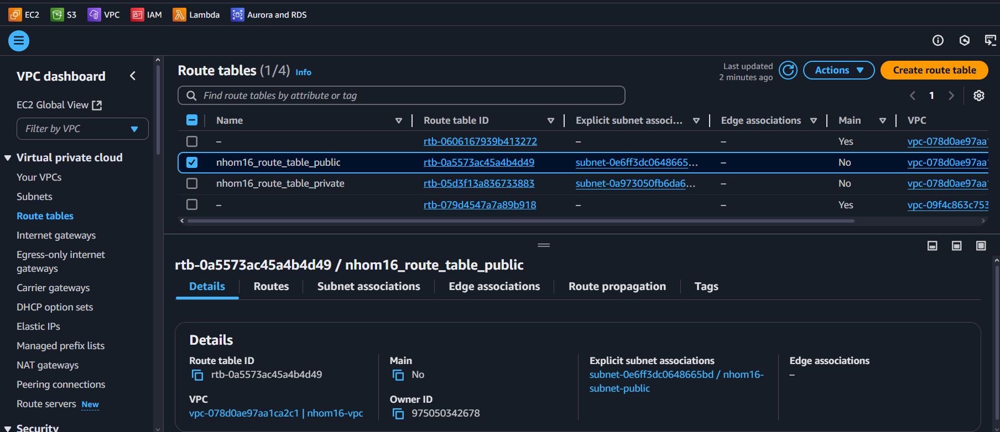 EC2 S3 VPC IAM Lambda Aurora and RDS
VPC dashboard
EC2 Global View
Filter by VPC
Virtual private cloud
Your VPCs
Subnets
Route tables
Internet gateways
Egress-only internet
gateways
Carrier gateways
DHCP option sets
Elastic IPs
Managed prefix lists
NAT gateways
Peering connections
Route servers New
Security
Route tables (1/4) Info
Last updated
2 minutes ago
Actions
Create route table
Find route tables by attribute or tag
1
Name Route table ID Explicit subnet associ... Edge associations Main VPC
– rtb-0606167939b413272 – – Yes vpc-078d0ae97aa1
nhom16_route_table_public rtb-0a5573ac45a4b4d49 subnet-0e6ff3dc0648665... – No vpc-078d0ae97aa1
nhom16_route_table_private rtb-05d3f13a836733883 subnet-0a973050fb6da6... – No vpc-078d0ae97aa1
– rtb-079d4547a7a89b918 – – Yes vpc-09f4c863c753
rtb-0a5573ac45a4b4d49 / nhom16_route_table_public
Details Routes Subnet associations Edge associations Route propagation Tags
Details
Route table ID
rtb-0a5573ac45a4b4d49
VPC
vpc-078d0ae97aa1ca2c1 | nhom16-vpc
Main
No
Owner ID
975050342678
Explicit subnet associations
subnet-0e6ff3dc0648665bd / nhom16-
subnet-public
Edge associations
–